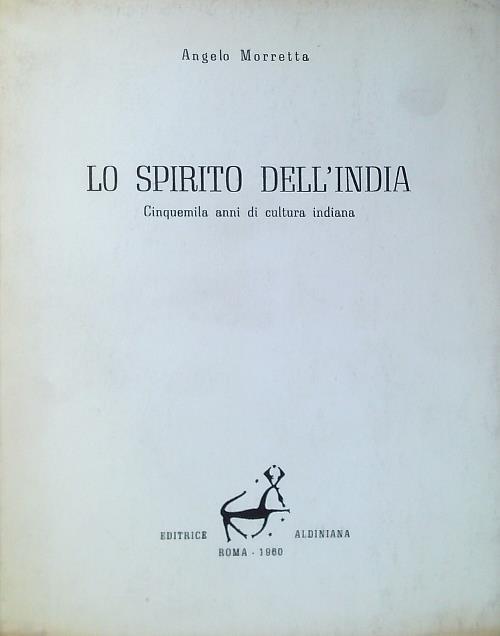 Angelo Morretta
LO SPIRITO DELL'INDIA
Cinquemila anni di cultura indiana
EDITRICE ALDINIANA
ROMA - 1960